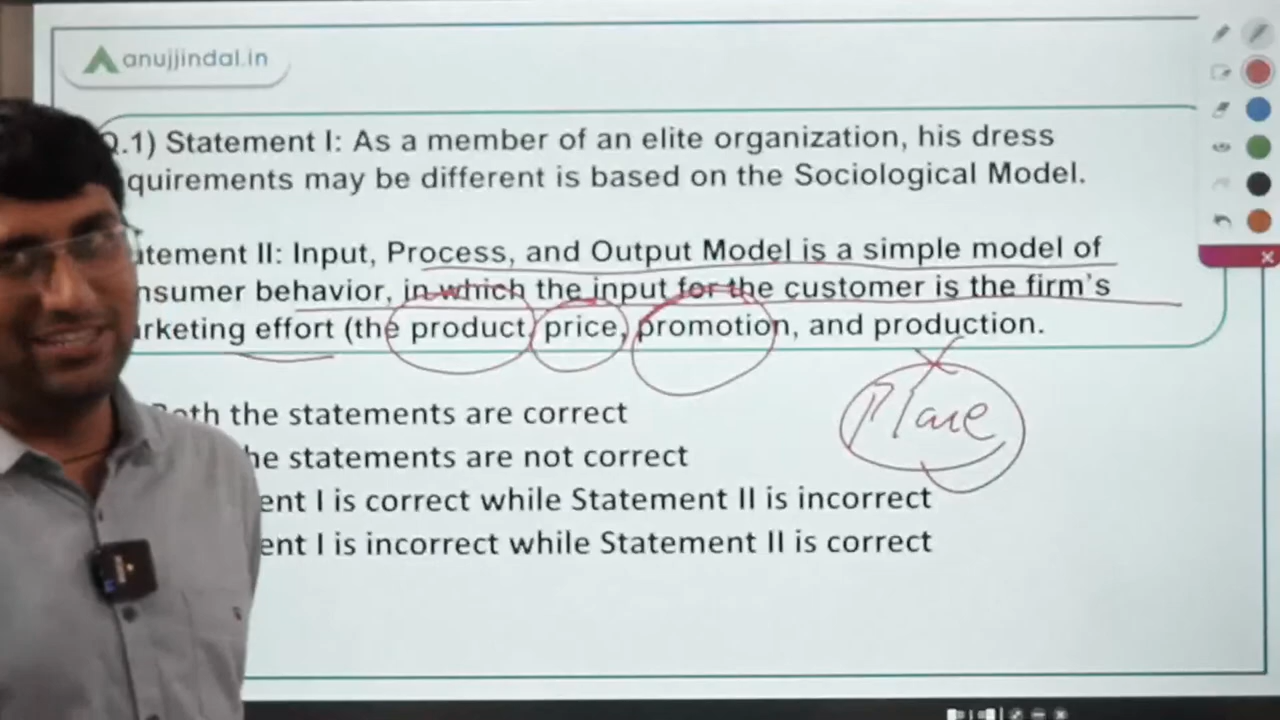 anujjindal.in
Q.1) Statement I: As a member of an elite organization, his dress
quirements may be different is based on the Sociological Model.
tement II: Input, Process, and Output Model is a simple model of
nsumer behavior, in which the input for the customer is the firm's
rketing effort (the product, price, promotion, and production.
Place
Both the statements are correct
he statements are not correct
ent I is correct while Statement II is incorrect
ent I is incorrect while Statement II is correct